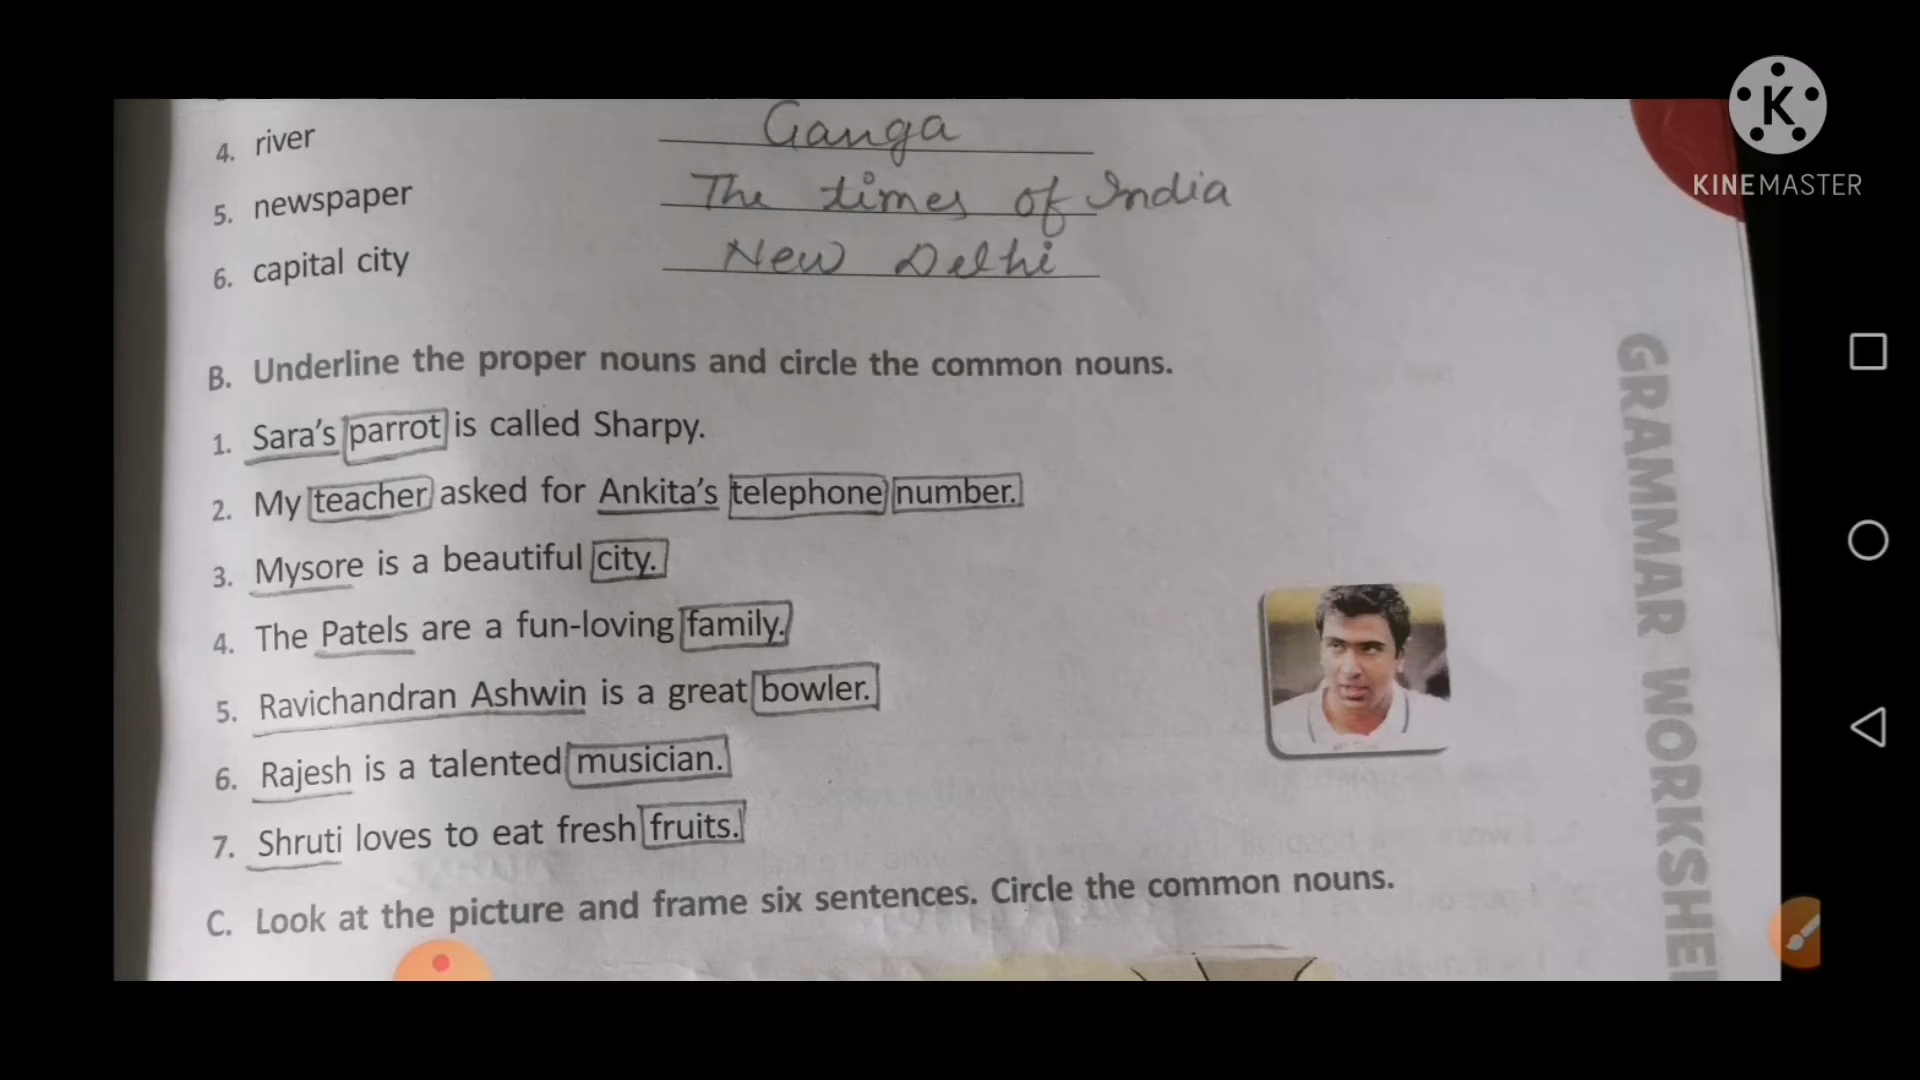 4. river Ganga
5. newspaper The times of India
6. capital city New Delhi
B. Underline the proper nouns and circle the common nouns.
1. Sara's parrot is called Sharpy.
2. My teacher asked for Ankita's telephone number.
3. Mysore is a beautiful city.
4. The Patels are a fun-loving family.
5. Ravichandran Ashwin is a great bowler.
6. Rajesh is a talented musician.
7. Shruti loves to eat fresh fruits.
C. Look at the picture and frame six sentences. Circle the common nouns.
GRAMMAR WORKSHE
K
KINEMASTER